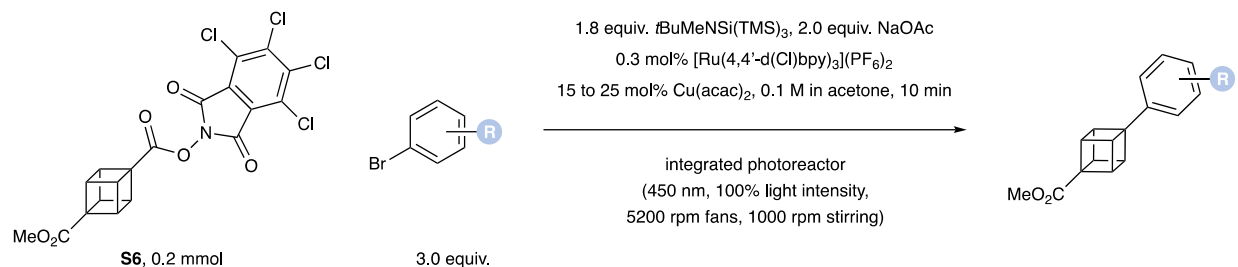 Cl
Cl
Cl
Cl
O
O
O
O
N
MeO2C
S6, 0.2 mmol
Br
R
3.0 equiv.
1.8 equiv. tBuMeNSi(TMS)3, 2.0 equiv. NaOAc
0.3 mol% [Ru(4,4'-d(Cl)bpy)3](PF6)2
15 to 25 mol% Cu(acac)2, 0.1 M in acetone, 10 min
integrated photoreactor
(450 nm, 100% light intensity,
5200 rpm fans, 1000 rpm stirring)
R
MeO2C